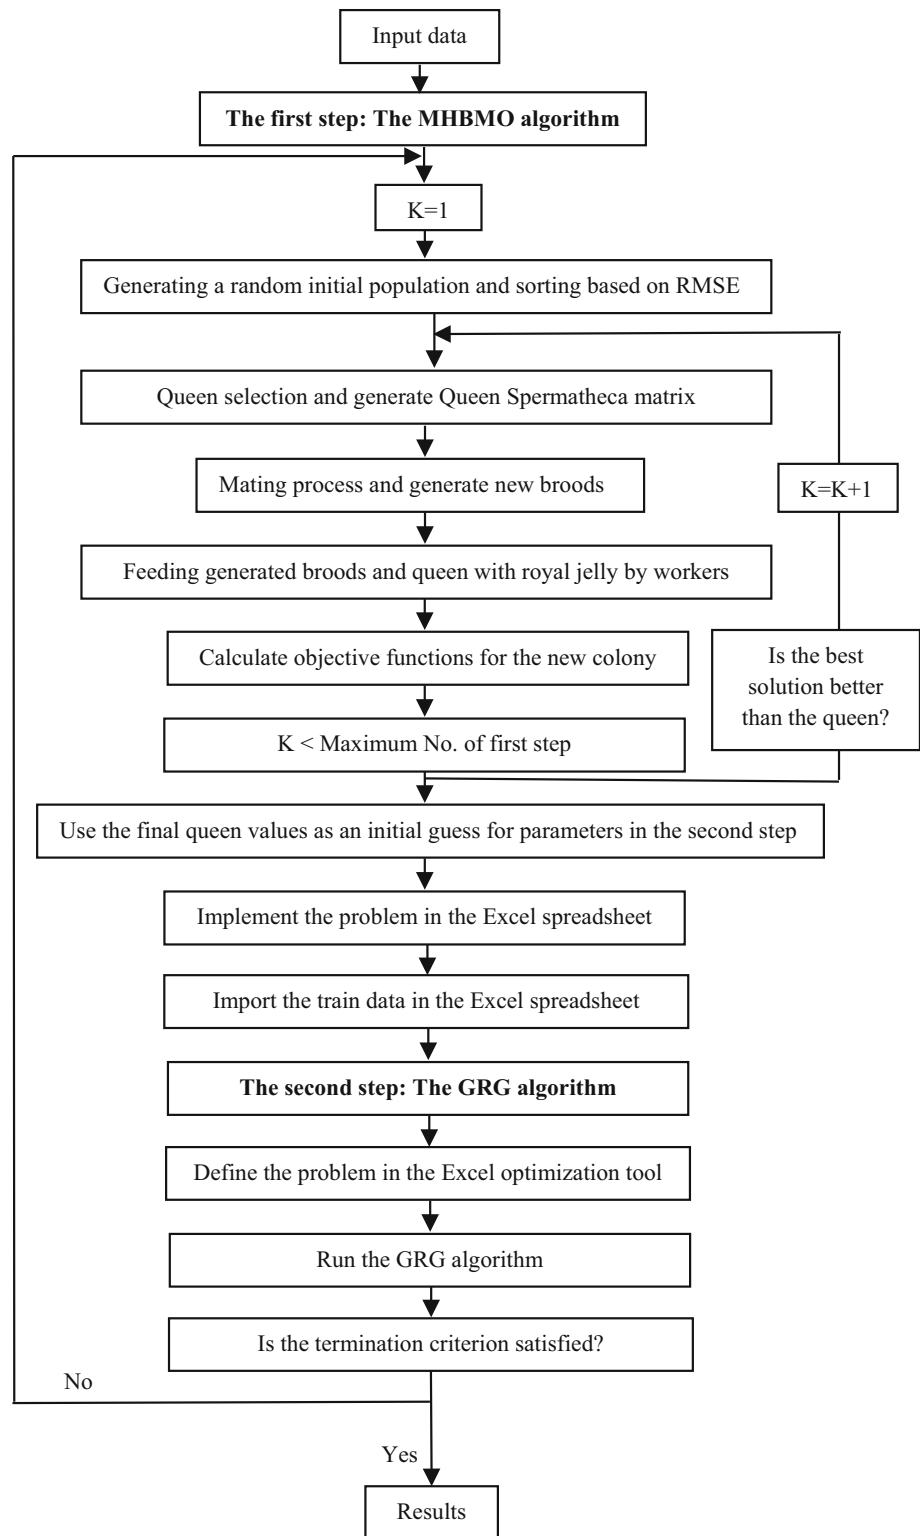 Input data
The first step: The MHBMO algorithm
K=1
Generating a random initial population and sorting based on RMSE
Queen selection and generate Queen Spermatheca matrix
Mating process and generate new broods
K=K+1
Feeding generated broods and queen with royal jelly by workers
Calculate objective functions for the new colony
Is the best
solution better
than the queen?
K < Maximum No. of first step
Use the final queen values as an initial guess for parameters in the second step
Implement the problem in the Excel spreadsheet
Import the train data in the Excel spreadsheet
The second step: The GRG algorithm
Define the problem in the Excel optimization tool
Run the GRG algorithm
Is the termination criterion satisfied?
No
Yes
Results